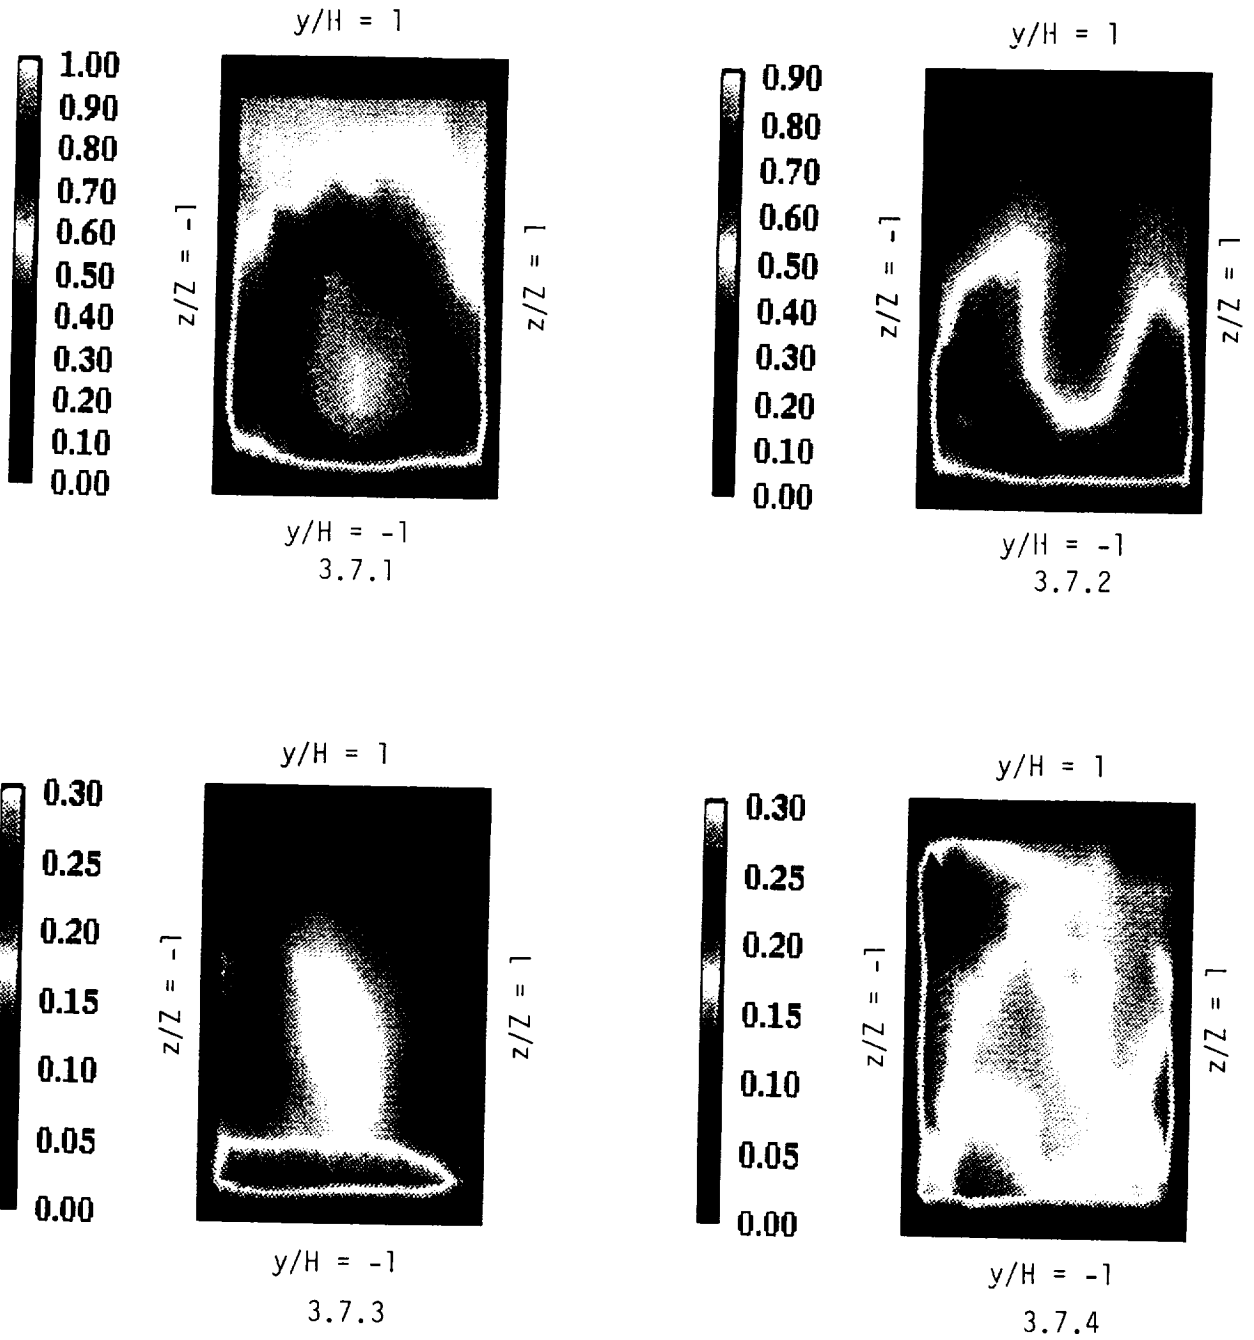 y/H = 1
1.00
0.90
0.80
0.70
0.60
0.50
0.40
0.30
0.20
0.10
0.00
z/Z = -1
z/Z = 1
y/H = -1
3.7.1
y/H = 1
0.90
0.80
0.70
0.60
0.50
0.40
0.30
0.20
0.10
0.00
z/Z = -1
z/Z = 1
y/H = -1
3.7.2
y/H = 1
0.30
0.25
0.20
0.15
0.10
0.05
0.00
z/Z = -1
z/Z = 1
y/H = -1
3.7.3
y/H = 1
0.30
0.25
0.20
0.15
0.10
0.05
0.00
z/Z = -1
z/Z = 1
y/H = -1
3.7.4